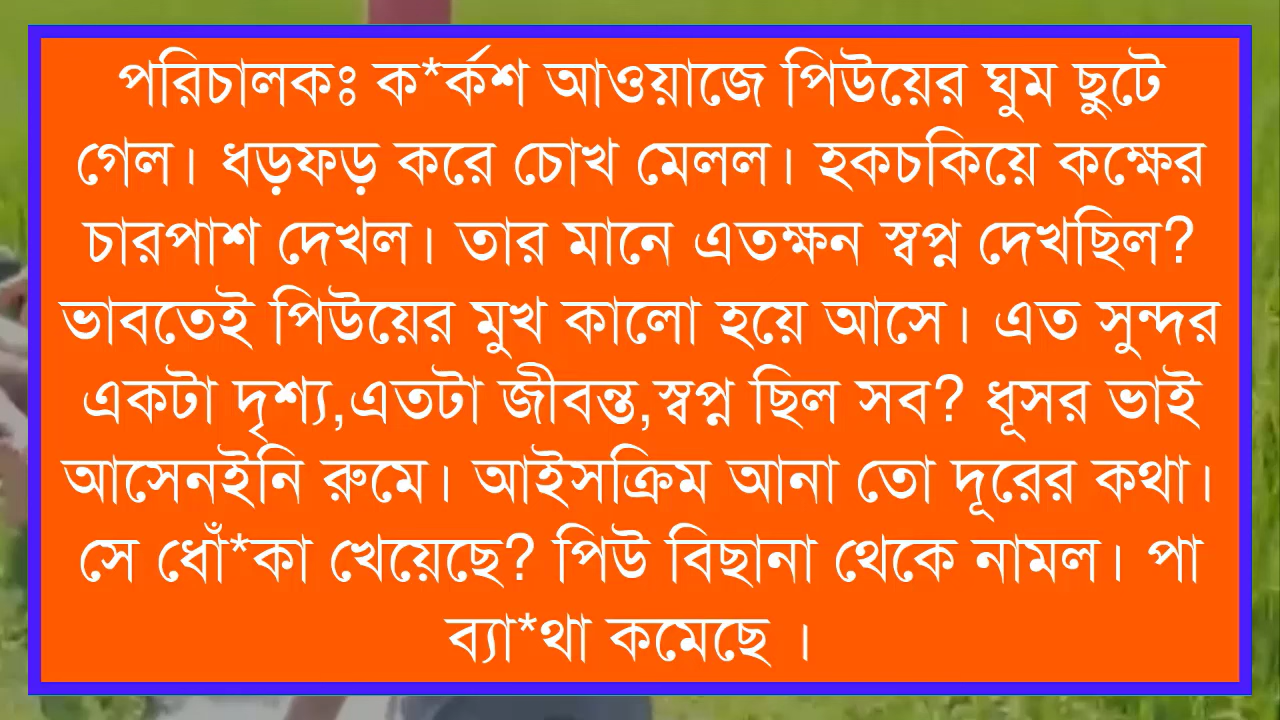 পরিচালকঃ ক*র্কশ আওয়াজে পিউয়ের ঘুম ছুটে
গেল। ধড়ফড় করে চোখ মেলল। হকচকিয়ে কক্ষের
চারপাশ দেখল। তার মানে এতক্ষন স্বপ্ন দেখছিল?
ভাবতেই পিউয়ের মুখ কালো হয়ে আসে। এত সুন্দর
একটা দৃশ্য,এতটা জীবন্ত,স্বপ্ন ছিল সব? ধূসর ভাই
আসেনইনি রুমে। আইসক্রিম আনা তো দূরের কথা।
সে ধোঁ*কা খেয়েছে? পিউ বিছানা থেকে নামল। পা
ব্যা*থা কমেছে ।